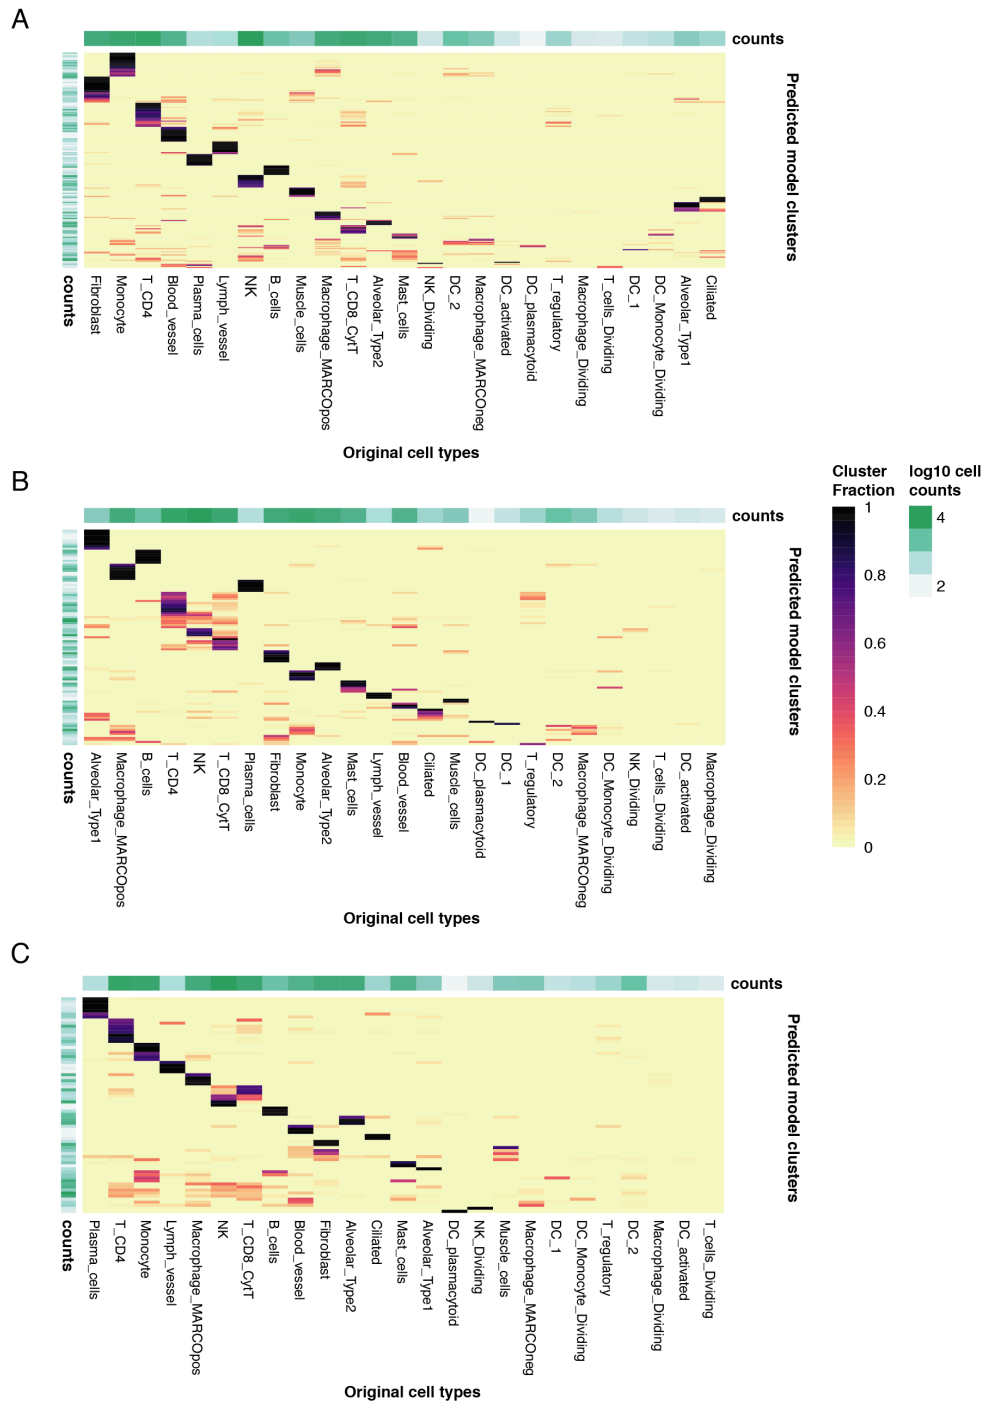 A
counts
Predicted model clusters
counts
Fibroblast
Monocyte
T_CD4
Blood_vessel
Plasma_cells
Lymph_vessel
NK
B_cells
Muscle_cells
Macrophage_MARCOpos
T_CD8_CytT
Alveolar_Type2
Mast_cells
NK_Dividing
DC_2
Macrophage_MARCOneg
DC_activated
DC_plasmacytoid
T_regulatory
Macrophage_Dividing
T_cells_Dividing
DC_1
DC_Monocyte_Dividing
Alveolar_Type1
Ciliated
Original cell types
B
counts
Predicted model clusters
counts
Alveolar_Type1
Macrophage_MARCOpos
B_cells
T_CD4
NK
T_CD8_CytT
Plasma_cells
Fibroblast
Monocyte
Alveolar_Type2
Mast_cells
Lymph_vessel
Blood_vessel
Ciliated
Muscle_cells
DC_plasmacytoid
DC_1
T_regulatory
DC_2
Macrophage_MARCOneg
DC_Monocyte_Dividing
NK_Dividing
T_cells_Dividing
DC_activated
Macrophage_Dividing
Original cell types
Cluster
Fraction
1
0.8
0.6
0.4
0.2
0
log10 cell
counts
4
2
C
counts
Predicted model clusters
counts
Plasma_cells
T_CD4
Monocyte
Lymph_vessel
Macrophage_MARCOpos
NK
T_CD8_CytT
B_cells
Blood_vessel
Fibroblast
Alveolar_Type2
Ciliated
Mast_cells
Alveolar_Type1
DC_plasmacytoid
NK_Dividing
Muscle_cells
Macrophage_MARCOneg
DC_1
DC_Monocyte_Dividing
T_regulatory
DC_2
Macrophage_Dividing
DC_activated
T_cells_Dividing
Original cell types